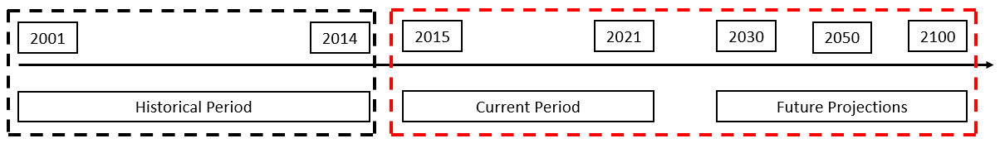 2001 2014 2015 2021 2030 2050 2100
Historical Period Current Period Future Projections